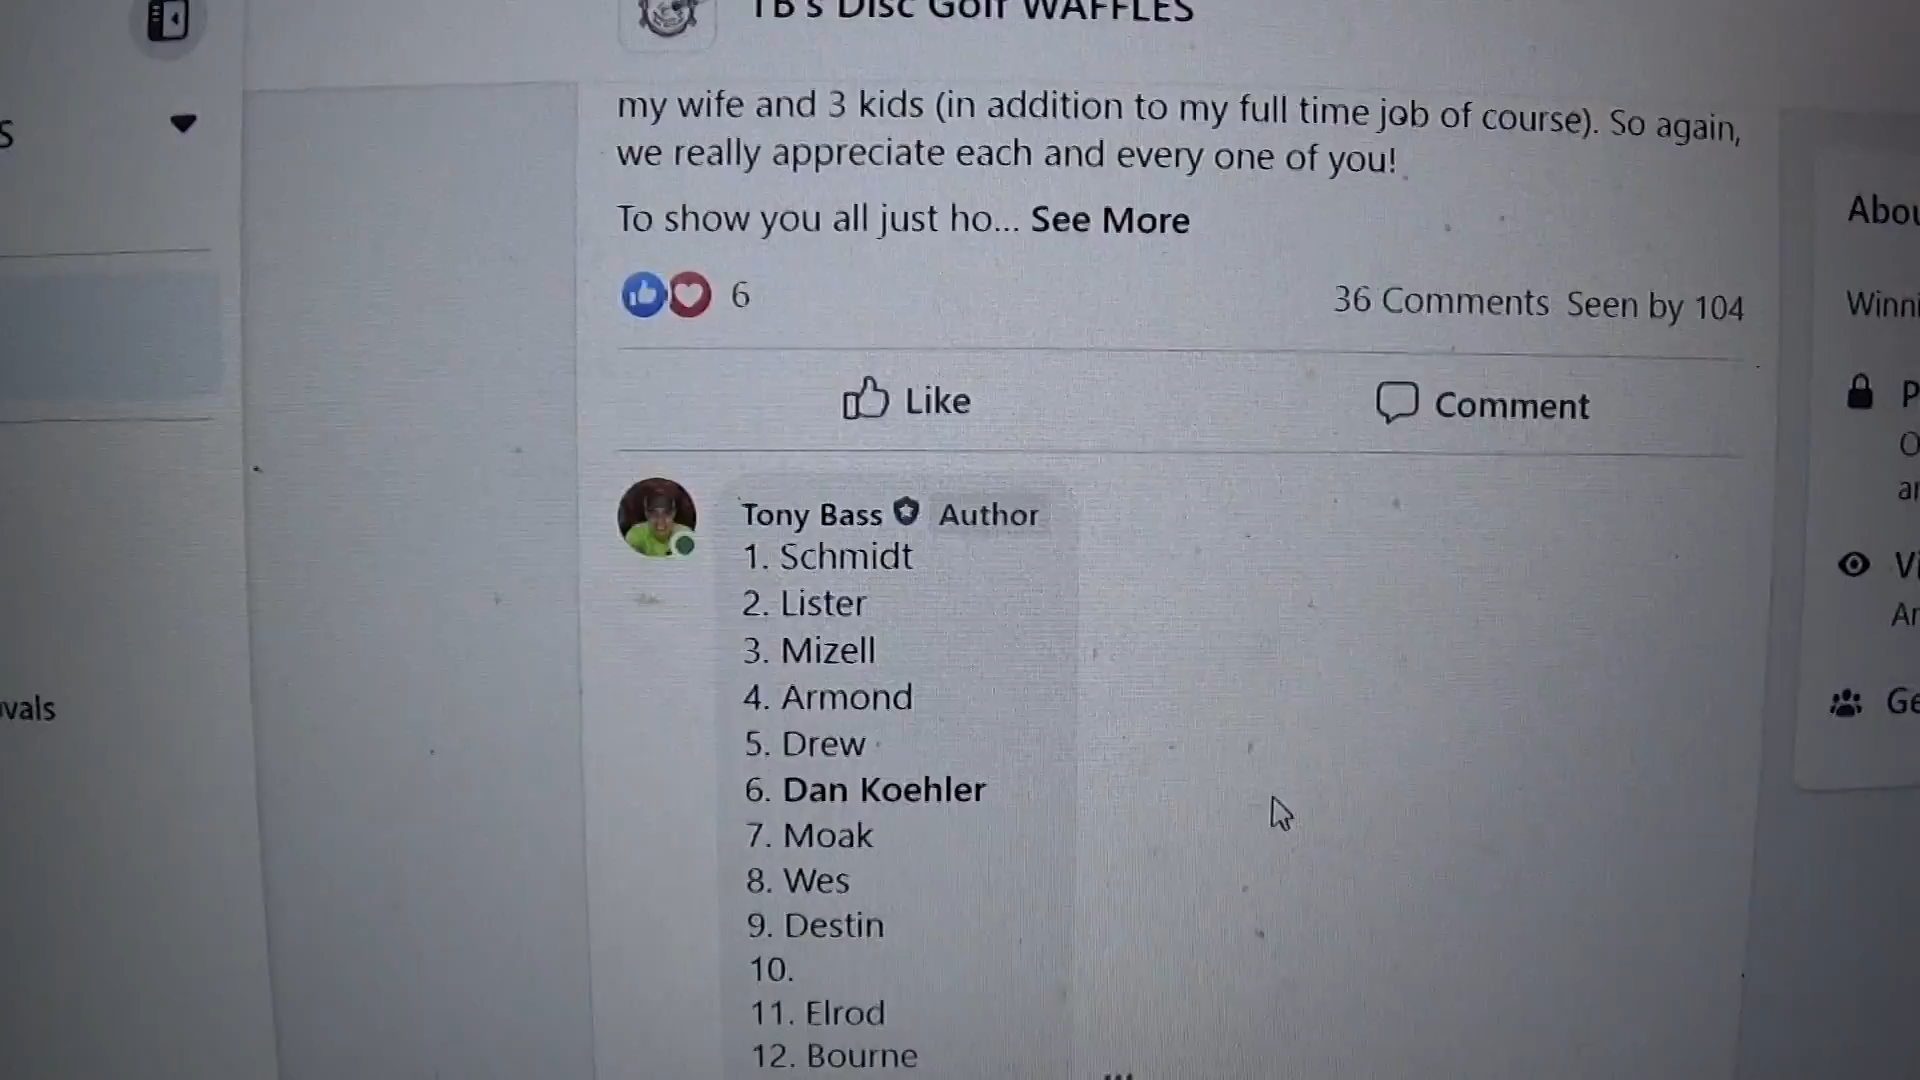 TB's Disc Golf WAFFLES
my wife and 3 kids (in addition to my full time job of course). So again,
we really appreciate each and every one of you!
To show you all just ho... See More
6
36 Comments Seen by 104
Like
Comment
Tony Bass Author
1. Schmidt
2. Lister
3. Mizell
4. Armond
5. Drew
6. Dan Koehler
7. Moak
8. Wes
9. Destin
10.
11. Elrod
12. Bourne